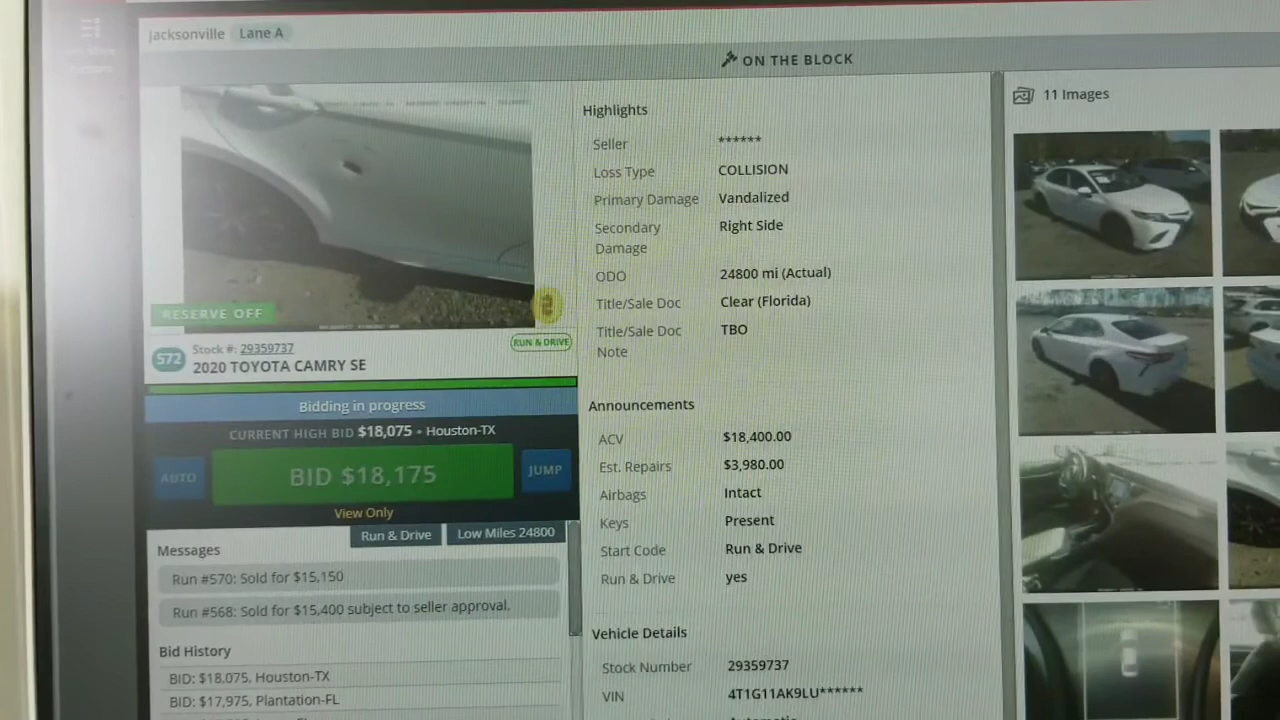 Jacksonville Lane A
ON THE BLOCK
RESERVE OFF
572
Stock #: 29359737
RUN & DRIVE
2020 TOYOTA CAMRY SE
Bidding in progress
CURRENT HIGH BID $18,075 • Houston-TX
AUTO
BID $18,175
JUMP
View Only
Run & Drive
Low Miles 24800
Messages
Run #570: Sold for $15,150
Run #568: Sold for $15,400 subject to seller approval.
Bid History
BID: $18,075, Houston-TX
BID: $17,975, Plantation-FL
Highlights
Seller ******
Loss Type COLLISION
Primary Damage Vandalized
Secondary Right Side
Damage
ODO 24800 mi (Actual)
Title/Sale Doc Clear (Florida)
Title/Sale Doc TBO
Note
Announcements
ACV $18,400.00
Est. Repairs $3,980.00
Airbags Intact
Keys Present
Start Code Run & Drive
Run & Drive yes
Vehicle Details
Stock Number 29359737
VIN 4T1G11AK9LU******
11 Images